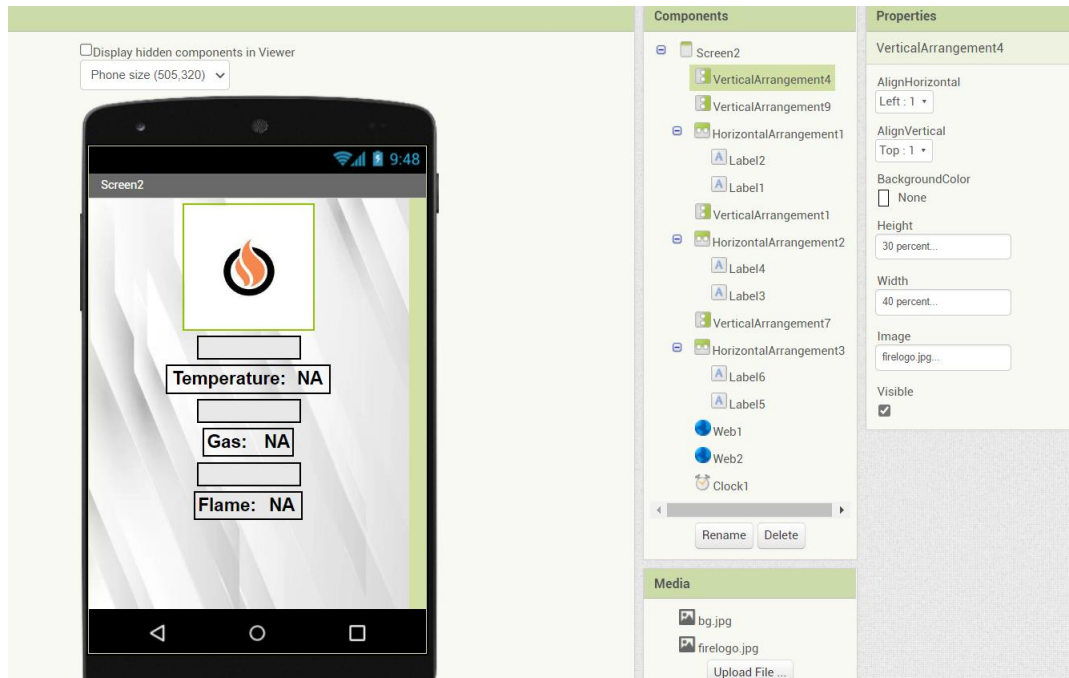 Components
Properties
Display hidden components in Viewer
Phone size (505,320)
9:48
Screen2
Temperature: NA
Gas: NA
Flame: NA
Screen2
VerticalArrangement4
VerticalArrangement9
HorizontalArrangement1
Label2
Label1
VerticalArrangement1
HorizontalArrangement2
Label4
Label3
VerticalArrangement7
HorizontalArrangement3
Label6
Label5
Web1
Web2
Clock1
Rename Delete
Media
bg.jpg
firelogo.jpg
Upload File ...
VerticalArrangement4
AlignHorizontal
Left : 1
AlignVertical
Top : 1
BackgroundColor
None
Height
30 percent...
Width
40 percent...
Image
firelogo.jpg...
Visible